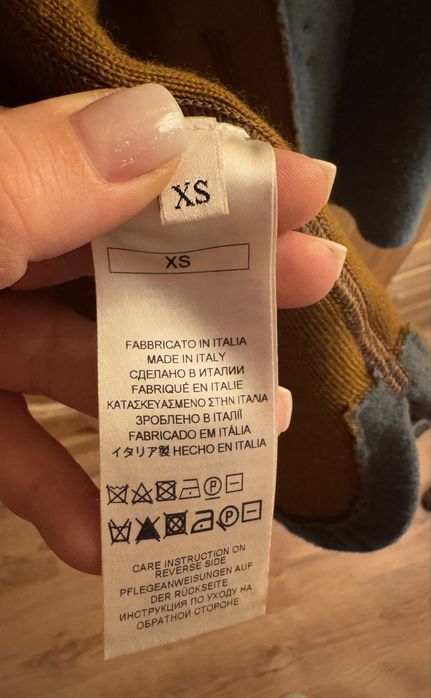 XS
XS
FABBRICATO IN ITALIA
MADE IN ITALY
СДЕЛАНО В ИТАЛИИ
FABRIQUÉ EN ITALIE
ΚΑΤΑΣΚΕΥΑΣΜΕΝΟ ΣΤΗΝ ΙΤΑΛΙΑ
ЗРОБЛЕНО В ІТАЛІЇ
FABRICADO EM ITÁLIA
イタリア製 HECHO EN ITALIA
P
P
CARE INSTRUCTION ON
REVERSE SIDE
PFLEGEANWEISUNGEN AUF
DER RÜCKSEITE
ИНСТРУКЦИЯ ПО УХОДУ НА
ОБРАТНОЙ СТОРОНЕ